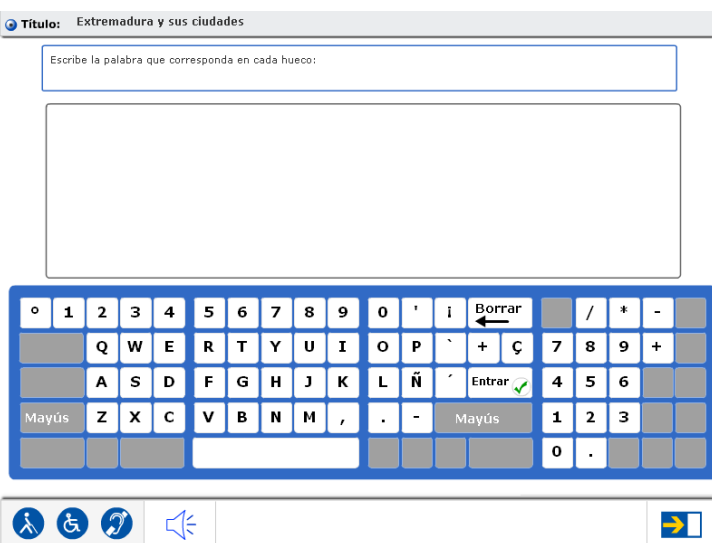 Título: Extremadura y sus ciudades
Escribe la palabra que corresponda en cada hueco:
º 1 2 3 4 5 6 7 8 9 0 ' ¡ Borrar / * -
Q W E R T Y U I O P ` + Ç 7 8 9 +
A S D F G H J K L Ñ ´ Entrar 4 5 6
Mayús Z X C V B N M , . - Mayús 1 2 3
0 .